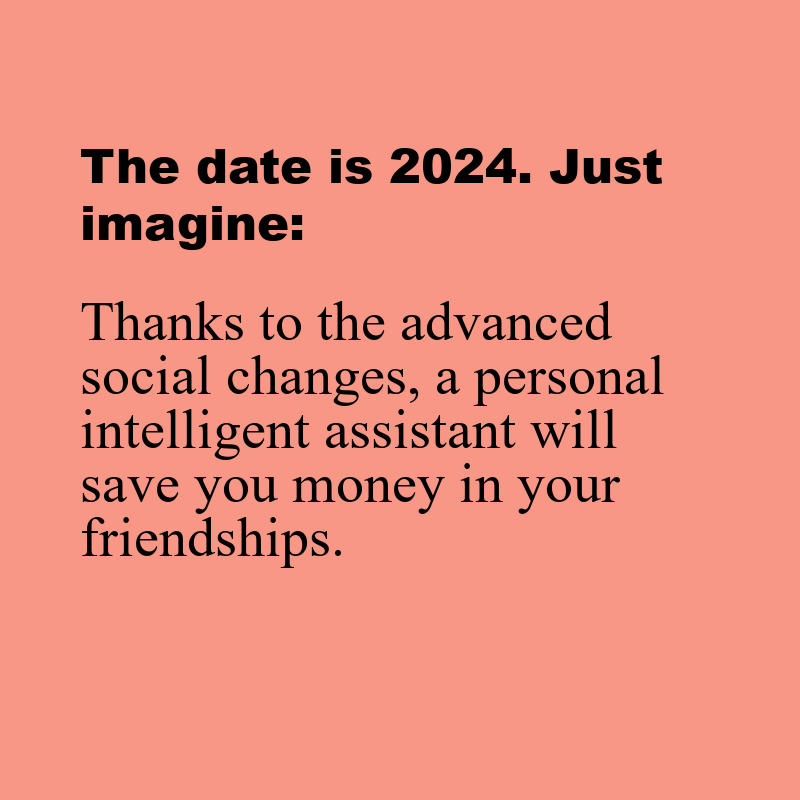 The date is 2024. Just
imagine:
Thanks to the advanced
social changes, a personal
intelligent assistant will
save you money in your
friendships.